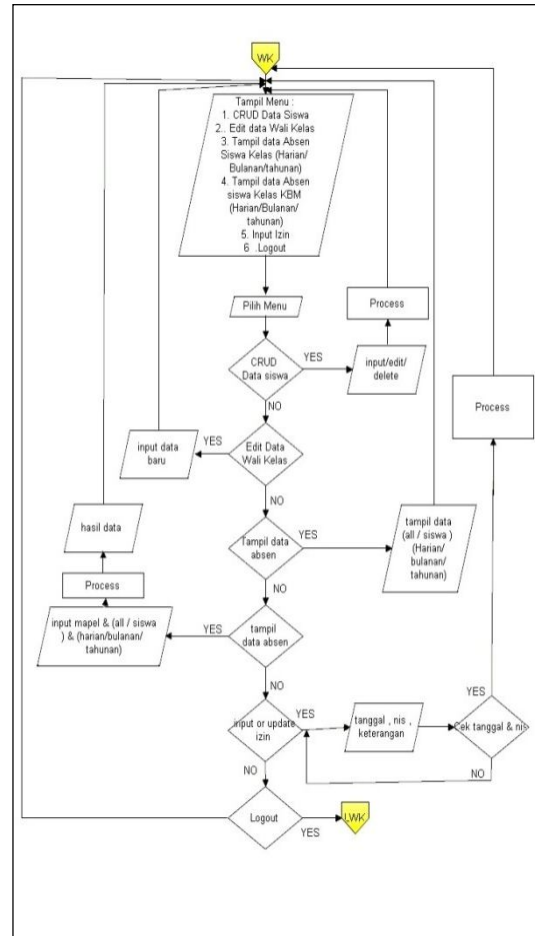 WK
Tampil Menu :
1. CRUD Data Siswa
2.. Edit data Wali Kelas
3. Tampil data Absen
Siswa Kelas (Harian/
Bulanan/tahunan)
4. Tampil data Absen
siswa Kelas KBM
(Harian/Bulanan/
tahunan)
5. Input Izin
6 .Logout
Pilih Menu
Process
CRUD
Data siswa
YES
input/edit/
delete
Process
NO
input data
baru
YES
Edit Data
Wali Kelas
NO
hasil data
Tampil data
absen
YES
tampil data
(all / siswa )
(Harian/
bulanan/
tahunan)
Process
NO
input mapel & (all / siswa
) & (harian/bulanan/
tahunan)
YES
tampil
data absen
NO
input or update
izin
YES
tanggal , nis ,
keterangan
YES
Cek tanggal & nis
NO
NO
Logout
YES
LWK